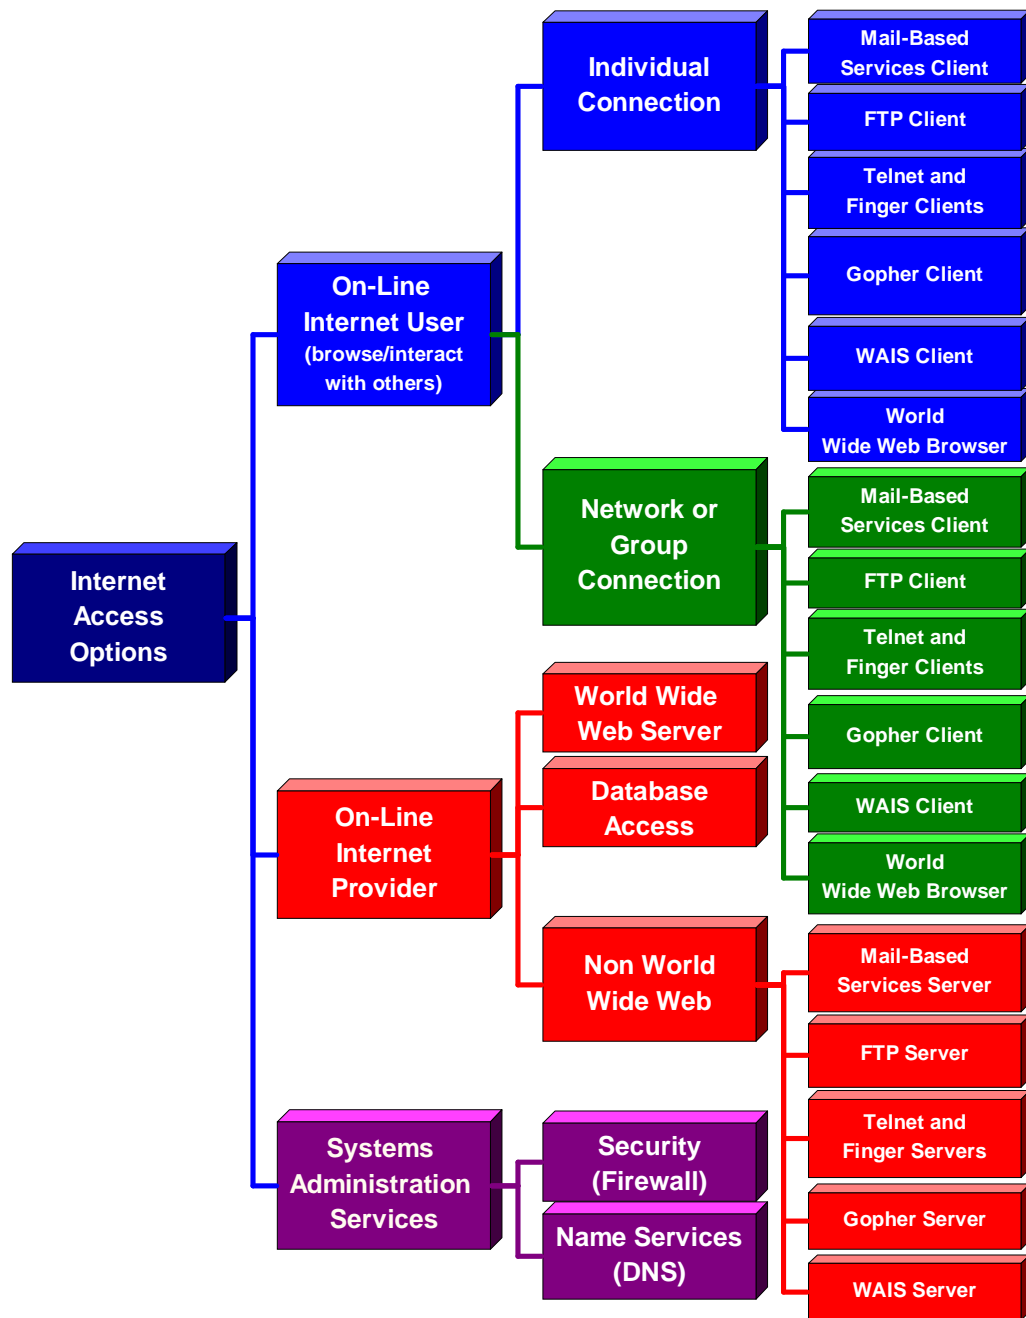 Internet
Access
Options
On-Line
Internet User
(browse/interact
with others)
Individual
Connection
Mail-Based
Services Client
FTP Client
Telnet and
Finger Clients
Gopher Client
WAIS Client
World
Wide Web Browser
Network or
Group
Connection
Mail-Based
Services Client
FTP Client
Telnet and
Finger Clients
Gopher Client
WAIS Client
World
Wide Web Browser
On-Line
Internet
Provider
World Wide
Web Server
Database
Access
Non World
Wide Web
Mail-Based
Services Server
FTP Server
Telnet and
Finger Servers
Gopher Server
WAIS Server
Systems
Administration
Services
Security
(Firewall)
Name Services
(DNS)